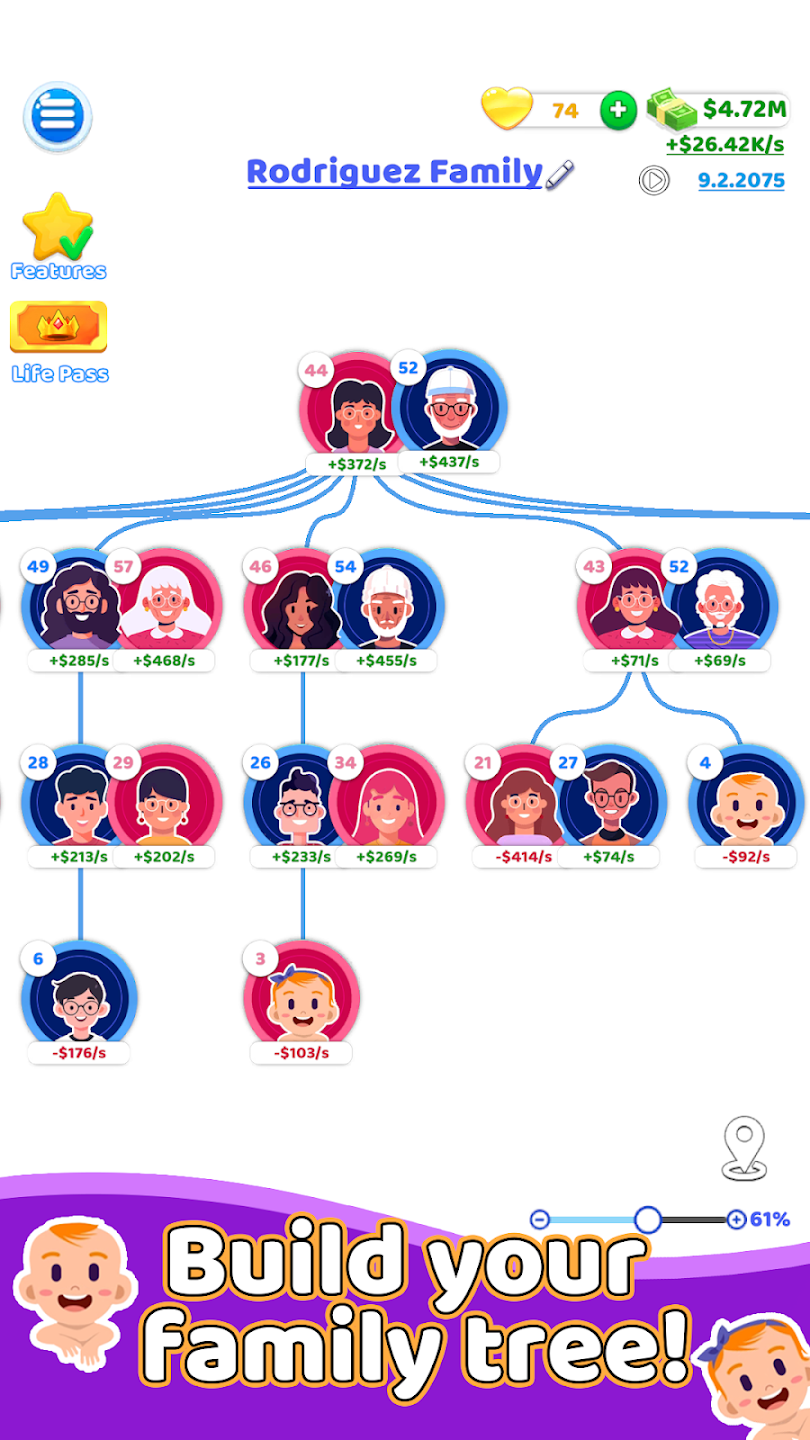 74
$4.72M
+$26.42K/s
Rodriguez Family
9.2.2075
Features
Life Pass
44 52
+$372/s +$437/s
49 57 46 54 43 52
+$285/s +$468/s +$177/s +$455/s +$71/s +$69/s
28 29 26 34 21 27 4
+$213/s +$202/s +$233/s +$269/s -$414/s +$74/s -$92/s
6 3
-$176/s -$103/s
61%
Build your
family tree!